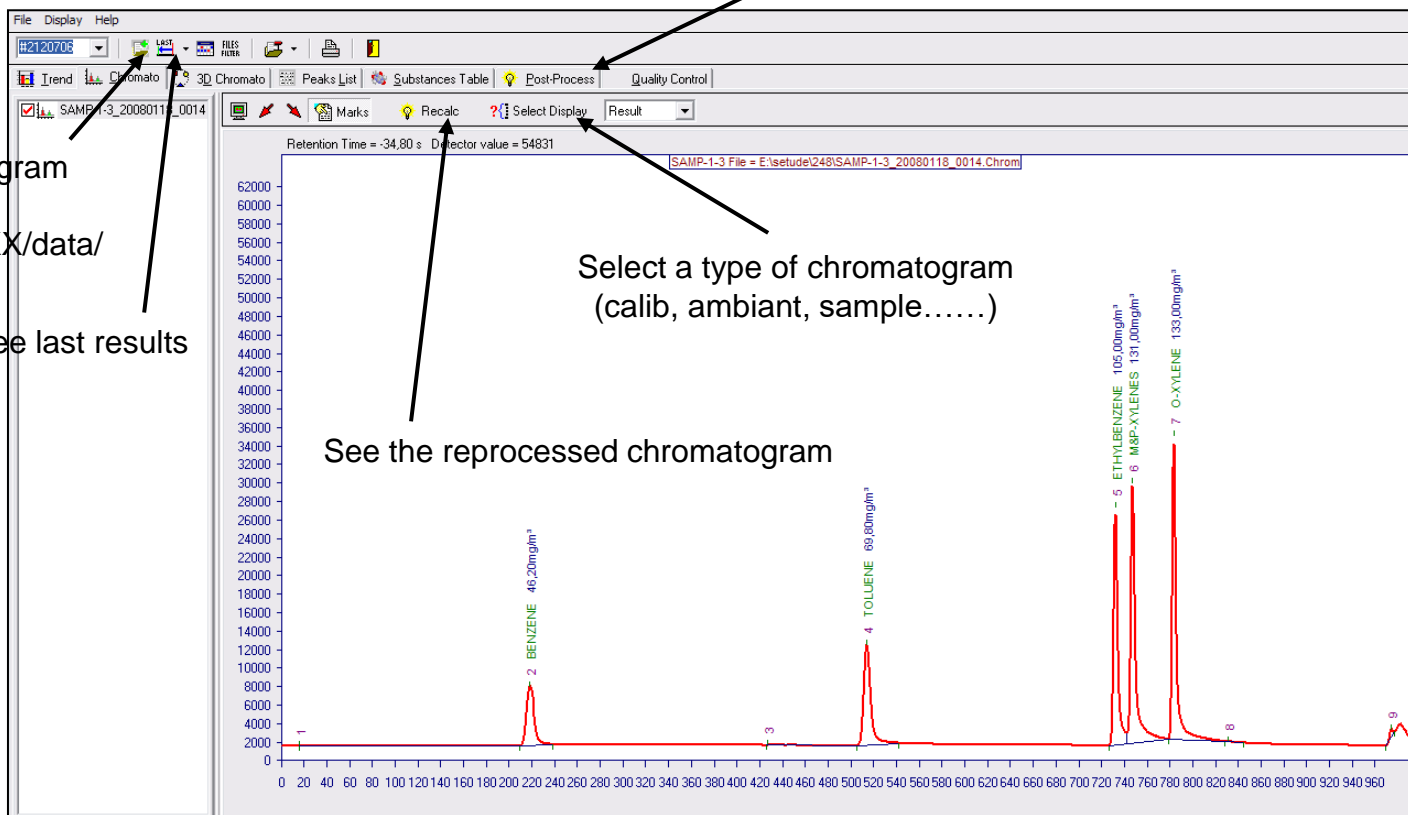 File Display Help
#2120706 LAST FILES FILTER
Trend Chromato 3D Chromato Peaks List Substances Table Post-Process Quality Control
SAMP-1-3_20080118_0014
Marks Recalc ?{ Select Display Result
Retention Time = -34,80 s Detector value = 54831
SAMP-1-3 File = E:\setude\248\SAMP-1-3_20080118_0014.Chrom
gram
X/data/
ee last results
Select a type of chromatogram
(calib, ambiant, sample……)
See the reprocessed chromatogram
62000
60000
58000
56000
54000
52000
50000
48000
46000
44000
42000
40000
38000
36000
34000
32000
30000
28000
26000
24000
22000
20000
18000
16000
14000
12000
10000
8000
6000
4000
2000
0
1
2 BENZENE 46,20mg/m³
3
4 TOLUENE 69,80mg/m³
5 ETHYLBENZENE 105,00mg/m³
6 M&P-XYLENES 131,00mg/m³
7 O-XYLENE 133,00mg/m³
8
9
0 20 40 60 80 100 120 140 160 180 200 220 240 260 280 300 320 340 360 380 400 420 440 460 480 500 520 540 560 580 600 620 640 660 680 700 720 740 760 780 800 820 840 860 880 900 920 940 960